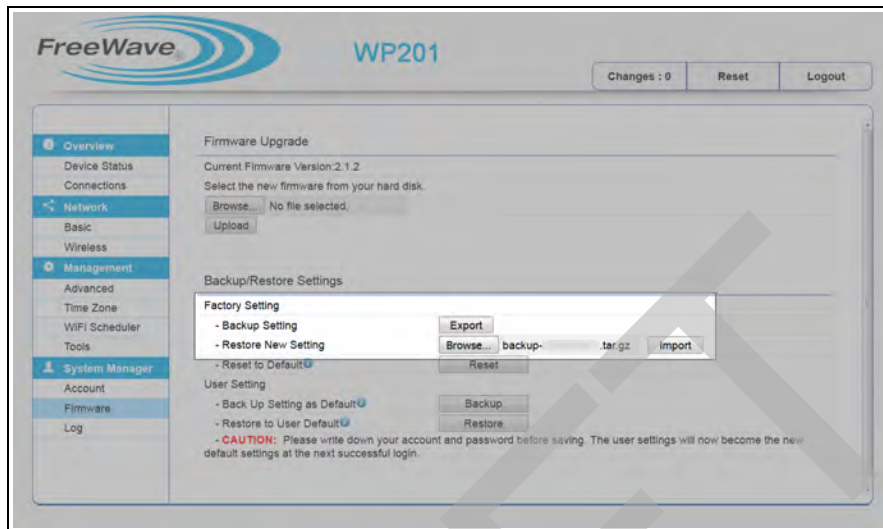 FreeWave®
WP201
Changes : 0 Reset Logout
Overview
Device Status
Connections
Network
Basic
Wireless
Management
Advanced
Time Zone
WiFi Scheduler
Tools
System Manager
Account
Firmware
Log
Firmware Upgrade
Current Firmware Version:2.1.2
Select the new firmware from your hard disk.
Browse... No file selected.
Upload
Backup/Restore Settings
Factory Setting
- Backup Setting Export
- Restore New Setting Browse... backup- .tar.gz Import
- Reset to Default Reset
User Setting
- Back Up Setting as Default Backup
- Restore to User Default Restore
- CAUTION: Please write down your account and password before saving. The user settings will now become the new
default settings at the next successful login.